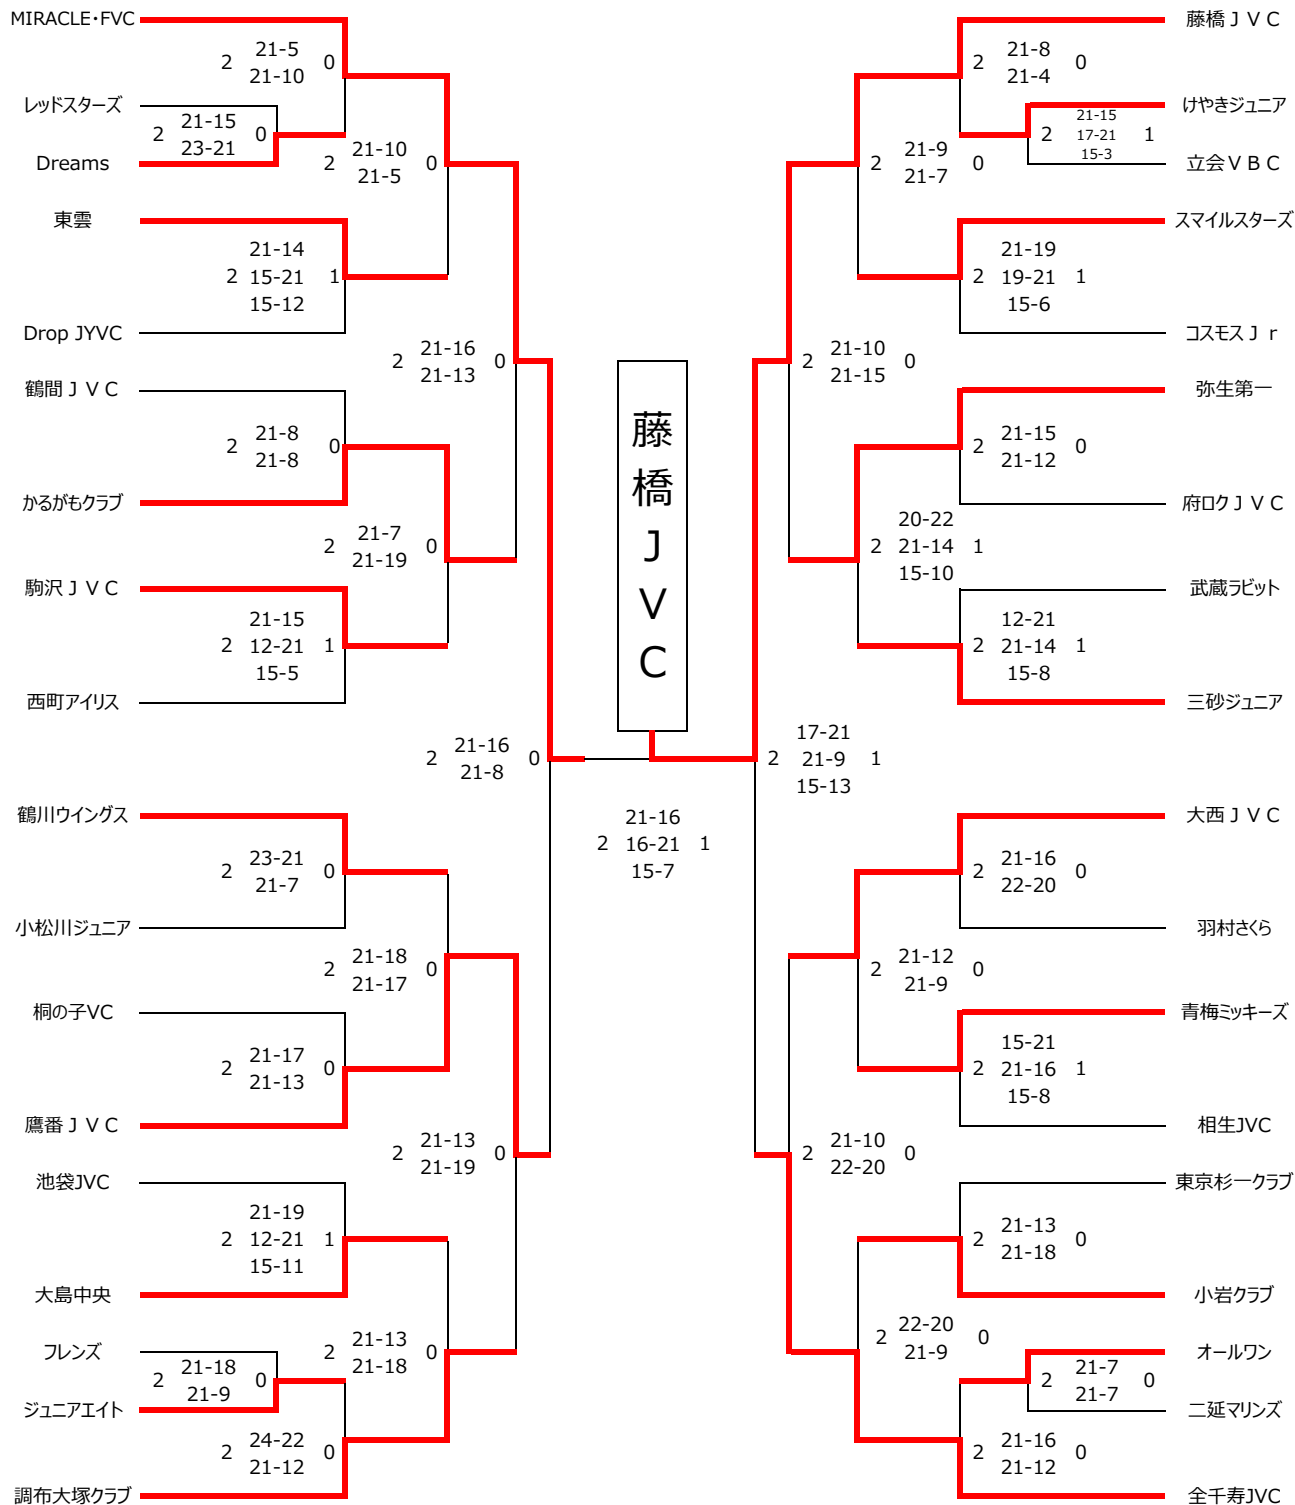 MIRACLE・FVC
2 21-5 0
21-10
レッドスターズ
2 21-15 0
23-21
Dreams
2 21-10 0
21-5
東雲
21-14
2 15-21 1
15-12
Drop JYVC
2 21-16 0
21-13
鶴間ＪＶＣ
2 21-8 0
21-8
かるがもクラブ
2 21-7 0
21-19
駒沢ＪＶＣ
21-15
2 12-21 1
15-5
西町アイリス
2 21-16 0
21-8
鶴川ウイングス
2 23-21 0
21-7
小松川ジュニア
2 21-18 0
21-17
桐の子VC
2 21-17 0
21-13
鷹番ＪＶＣ
2 21-13 0
21-19
池袋JVC
21-19
2 12-21 1
15-11
大島中央
2 21-13 0
21-18
フレンズ
2 21-18 0
21-9
ジュニアエイト
2 24-22 0
21-12
調布大塚クラブ
藤
橋
Ｊ
Ｖ
Ｃ
21-16
2 16-21 1
15-7
藤橋ＪＶＣ
2 21-8 0
21-4
けやきジュニア
21-15
2 17-21 1
15-3
立会ＶＢＣ
2 21-9 0
21-7
スマイルスターズ
21-19
2 19-21 1
15-6
コスモスＪｒ
2 21-10 0
21-15
弥生第一
2 21-15 0
21-12
府ロクＪＶＣ
20-22
2 21-14 1
15-10
武蔵ラビット
12-21
2 21-14 1
15-8
三砂ジュニア
17-21
2 21-9 1
15-13
大西ＪＶＣ
2 21-16 0
22-20
羽村さくら
2 21-12 0
21-9
青梅ミッキーズ
15-21
2 21-16 1
15-8
相生JVC
2 21-10 0
22-20
東京杉一クラブ
2 21-13 0
21-18
小岩クラブ
2 22-20 0
21-9
オールワン
2 21-7 0
21-7
二延マリンズ
2 21-16 0
21-12
全千寿JVC